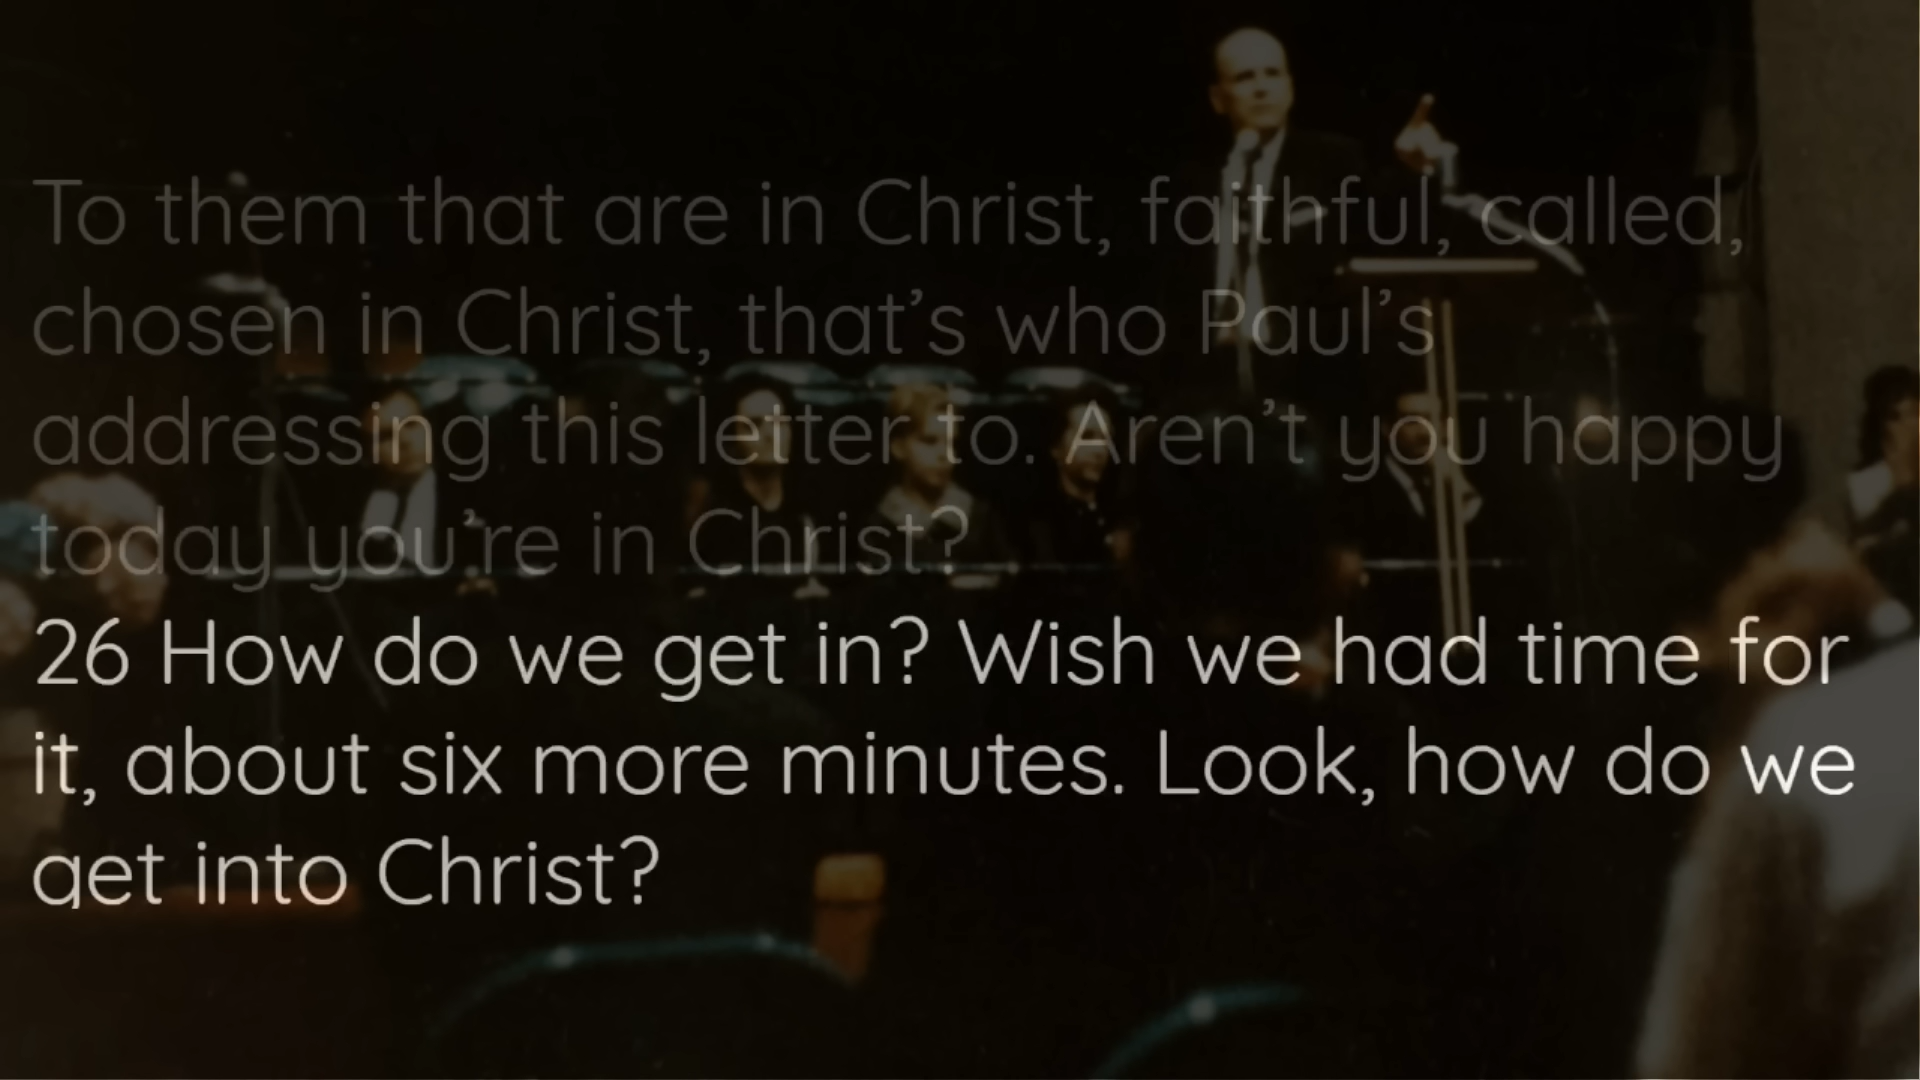 To them that are in Christ, faithful, called,
chosen in Christ, that’s who Paul’s
addressing this letter to. Aren’t you happy
today you’re in Christ?
26 How do we get in? Wish we had time for
it, about six more minutes. Look, how do we
get into Christ?